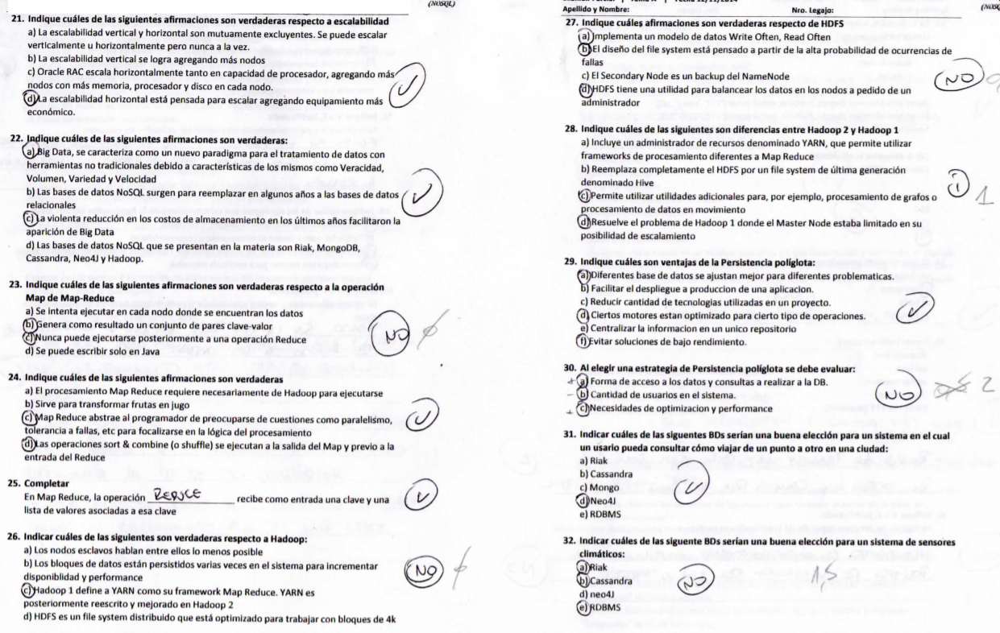 (NOSQL)
21. Indique cuáles de las siguientes afirmaciones son verdaderas respecto a escalabilidad
a) La escalabilidad vertical y horizontal son mutuamente excluyentes. Se puede escalar
verticalmente u horizontalmente pero nunca a la vez.
b) La escalabilidad vertical se logra agregando más nodos
c) Oracle RAC escala horizontalmente tanto en capacidad de procesador, agregando más
nodos con más memoria, procesador y disco en cada nodo.
d) La escalabilidad horizontal está pensada para escalar agregando equipamiento más
económico.
22. Indique cuáles de las siguientes afirmaciones son verdaderas:
a) Big Data, se caracteriza como un nuevo paradigma para el tratamiento de datos con
herramientas no tradicionales debido a características de los mismos como Veracidad,
Volumen, Variedad y Velocidad
b) Las bases de datos NoSQL surgen para reemplazar en algunos años a las bases de datos
relacionales
c) La violenta reducción en los costos de almacenamiento en los últimos años facilitaron la
aparición de Big Data
d) Las bases de datos NoSQL que se presentan en la materia son Riak, MongoDB,
Cassandra, Neo4J y Hadoop.
23. Indique cuáles de las siguientes afirmaciones son verdaderas respecto a la operación
Map de Map-Reduce
a) Se intenta ejecutar en cada nodo donde se encuentran los datos
b) Genera como resultado un conjunto de pares clave-valor
c) Nunca puede ejecutarse posteriormente a una operación Reduce
d) Se puede escribir solo en Java
NO
24. Indique cuáles de las siguientes afirmaciones son verdaderas
a) El procesamiento Map Reduce requiere necesariamente de Hadoop para ejecutarse
b) Sirve para transformar frutas en jugo
c) Map Reduce abstrae al programador de preocuparse de cuestiones como paralelismo,
tolerancia a fallas, etc para focalizarse en la lógica del procesamiento
d) Las operaciones sort & combine (o shuffle) se ejecutan a la salida del Map y previo a la
entrada del Reduce
25. Completar
En Map Reduce, la operación REDUCE recibe como entrada una clave y una
lista de valores asociadas a esa clave
26. Indicar cuáles de las siguientes son verdaderas respecto a Hadoop:
a) Los nodos esclavos hablan entre ellos lo menos posible
b) Los bloques de datos están persistidos varias veces en el sistema para incrementar
disponiblidad y performance
c) Hadoop 1 define a YARN como su framework Map Reduce. YARN es
posteriormente reescrito y mejorado en Hadoop 2
d) HDFS es un file system distribuido que está optimizado para trabajar con bloques de 4k
NO
Apellido y Nombre: Nro. Legajo:
27. Indique cuáles afirmaciones son verdaderas respecto de HDFS
a) Implementa un modelo de datos Write Often, Read Often
b) El diseño del file system está pensado a partir de la alta probabilidad de ocurrencias de
fallas
c) El Secondary Node es un backup del NameNode
d) HDFS tiene una utilidad para balancear los datos en los nodos a pedido de un
administrador
NO
28. Indique cuáles de las siguientes son diferencias entre Hadoop 2 y Hadoop 1
a) Incluye un administrador de recursos denominado YARN, que permite utilizar
frameworks de procesamiento diferentes a Map Reduce
b) Reemplaza completamente el HDFS por un file system de última generación
denominado Hive
c) Permite utilizar utilidades adicionales para, por ejemplo, procesamiento de grafos o
procesamiento de datos en movimiento
d) Resuelve el problema de Hadoop 1 donde el Master Node estaba limitado en su
posibilidad de escalamiento
i 1
29. Indique cuáles son ventajas de la Persistencia políglota:
a) Diferentes base de datos se ajustan mejor para diferentes problematicas.
b) Facilitar el despliegue a produccion de una aplicacion.
c) Reducir cantidad de tecnologias utilizadas en un proyecto.
d) Ciertos motores estan optimizado para cierto tipo de operaciones.
e) Centralizar la informacion en un unico repositorio
f) Evitar soluciones de bajo rendimiento.
30. Al elegir una estrategia de Persistencia políglota se debe evaluar:
+ a) Forma de acceso a los datos y consultas a realizar a la DB.
- b) Cantidad de usuarios en el sistema.
+ c) Necesidades de optimizacion y performance
NO 2
31. Indicar cuáles de las siguentes BDs serían una buena elección para un sistema en el cual
un usario pueda consultar cómo viajar de un punto a otro en una ciudad:
a) Riak
b) Cassandra
c) Mongo
d) Neo4J
e) RDBMS
32. Indicar cuáles de las siguente BDs serían una buena elección para un sistema de sensores
climáticos:
a) Riak
b) Cassandra
d) neo4J
e) RDBMS
NO 1,5